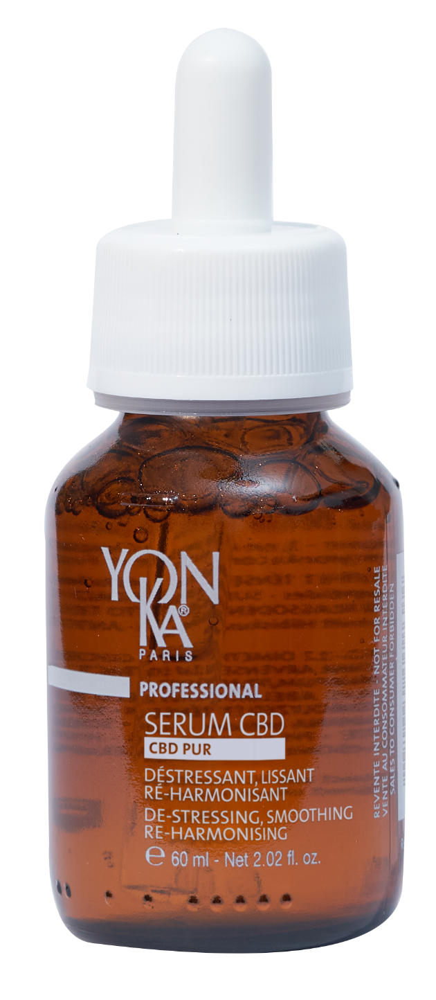 YON
KA®
PARIS
PROFESSIONAL
SERUM CBD
CBD PUR
DÉSTRESSANT, LISSANT
RÉ-HARMONISANT
DE-STRESSING, SMOOTHING
RE-HARMONISING
℮ 60 ml - Net 2.02 fl. oz.
REVENTE INTERDITE - NOT FOR RESALE
VENTE AU CONSOMMATEUR INTERDITE
SALES TO CONSUMER FORBIDDEN